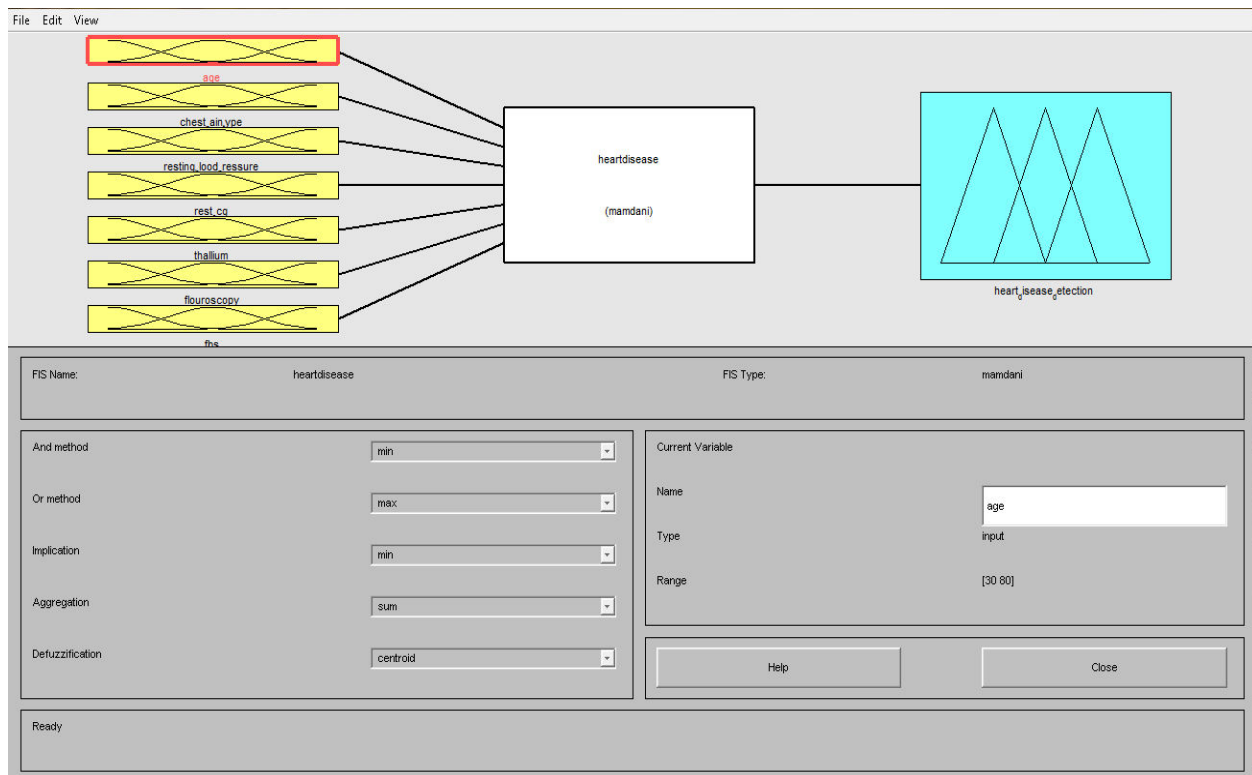 File Edit View
age
chest_ain_ype
resting_lood_ressure
rest_cg
thallium
flouroscopy
fbs
heartdisease
(mamdani)
heart_disease_detection
FIS Name: heartdisease FIS Type: mamdani
And method min
Or method max
Implication min
Aggregation sum
Defuzzification centroid
Current Variable
Name age
Type input
Range [30 80]
Help Close
Ready